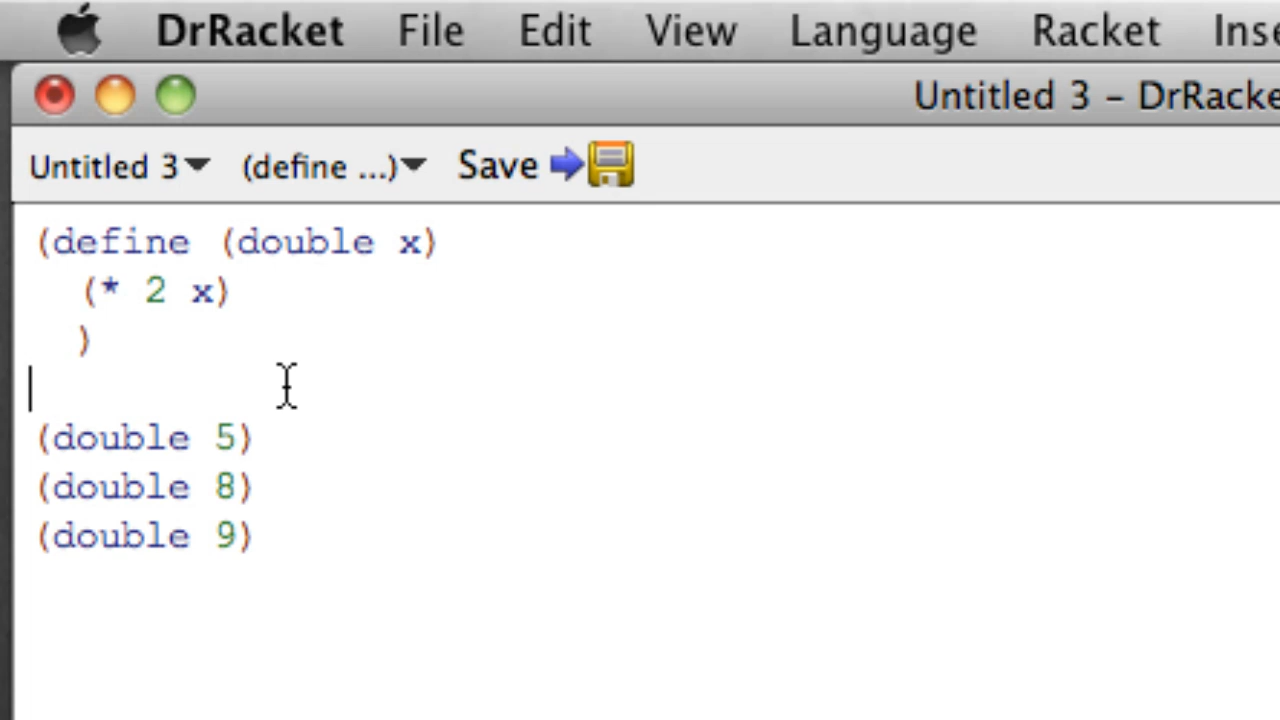 DrRacket File Edit View Language Racket
Untitled 3 - DrRacke
Untitled 3 (define ...) Save
(define (double x)
(* 2 x)
)
(double 5)
(double 8)
(double 9)